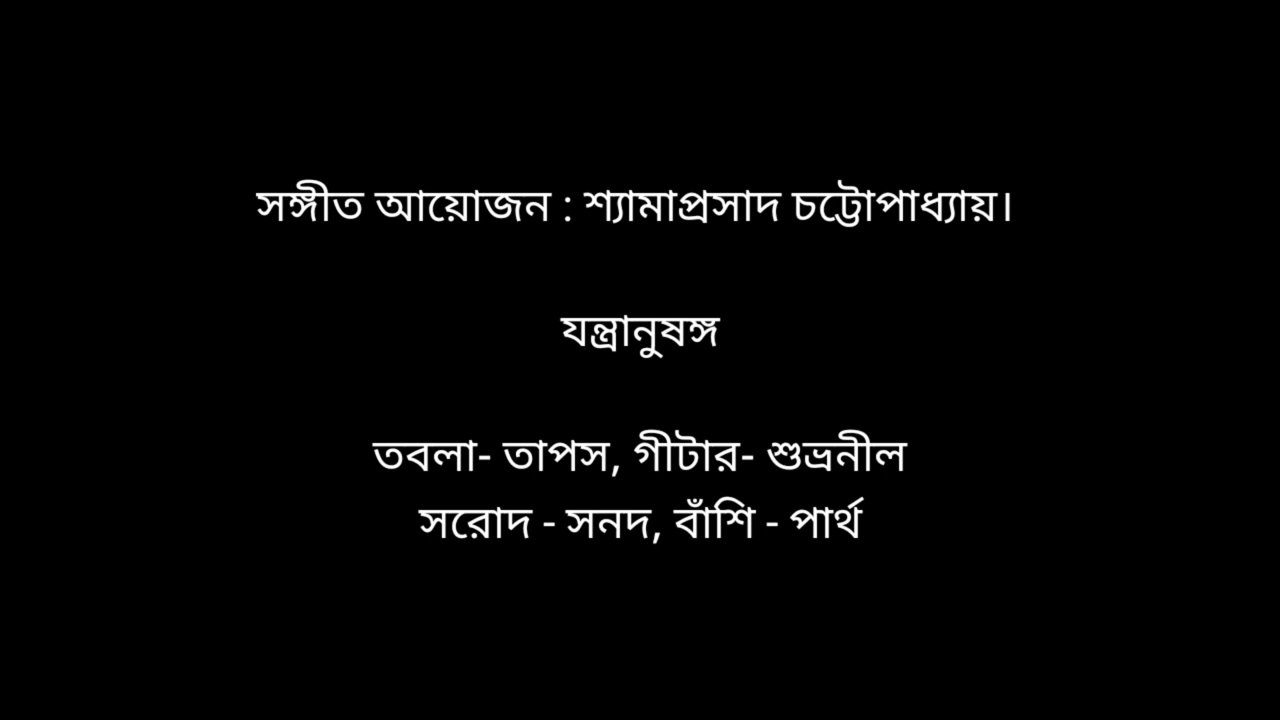 সঙ্গীত আয়োজন : শ্যামাপ্রসাদ চট্টোপাধ্যায়।
যন্ত্রানুষঙ্গ
তবলা- তাপস, গীটার- শুভ্রনীল
সরোদ - সনদ, বাঁশি - পার্থ